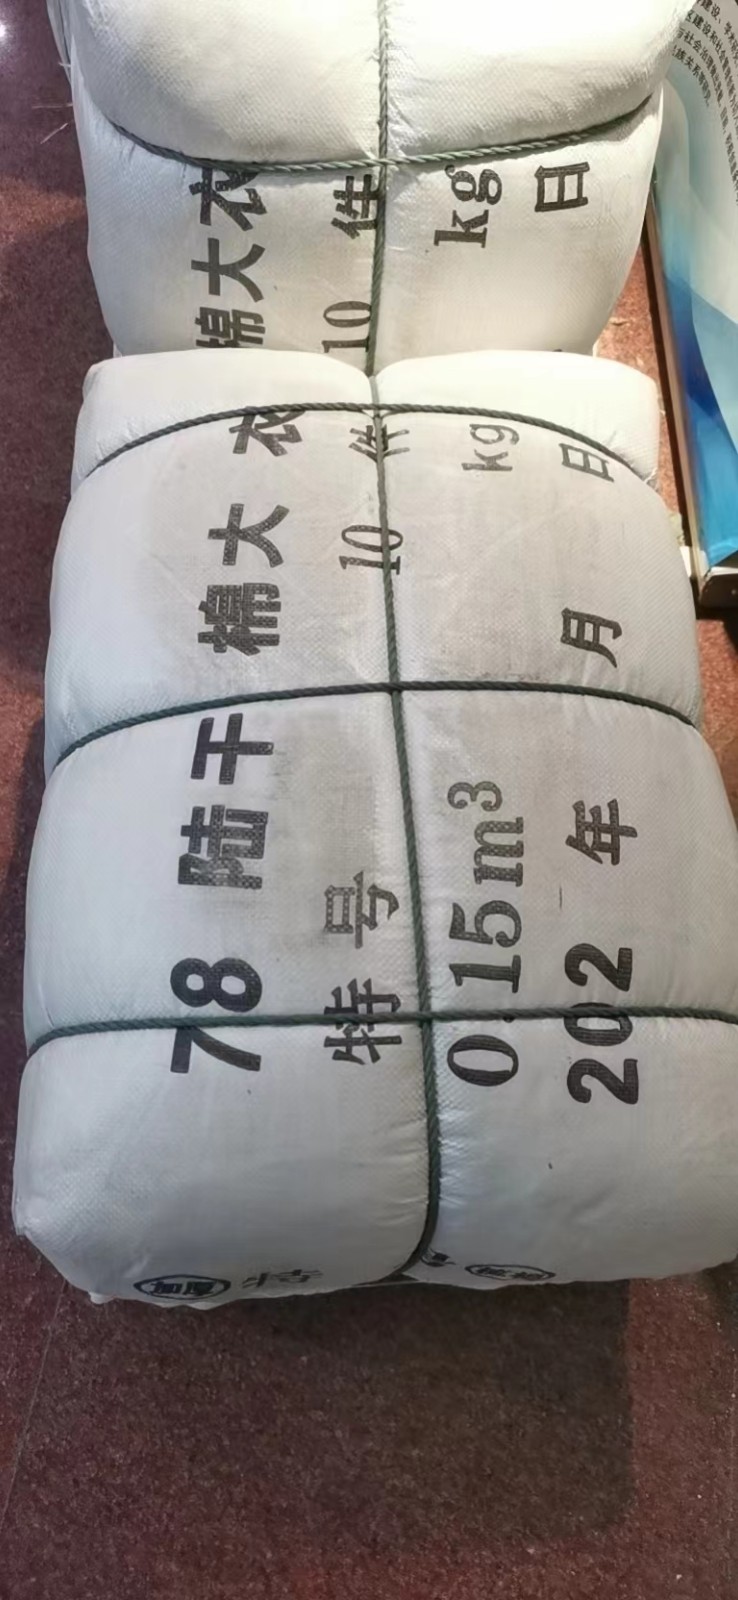 棉大衣
10 件
kg
日
78 陆干 棉大衣
特号 10 件
0.15m³ kg
202 年 月 日
特